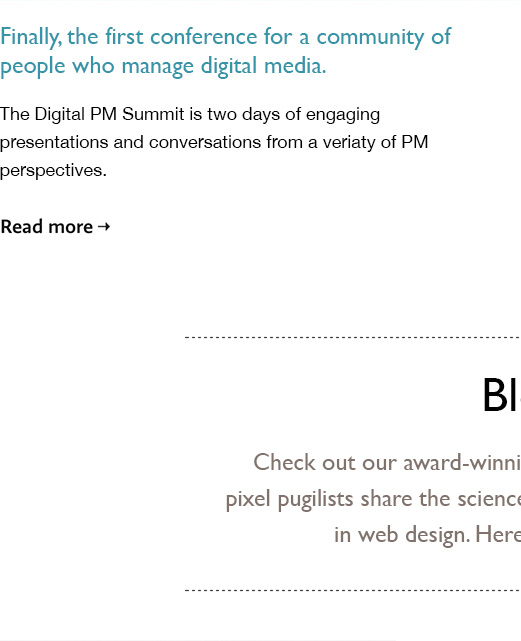 Finally, the first conference for a community of
people who manage digital media.
The Digital PM Summit is two days of engaging
presentations and conversations from a veriaty of PM
perspectives.
Read more →
Check out our award-winni
pixel pugilists share the science
in web design. Here